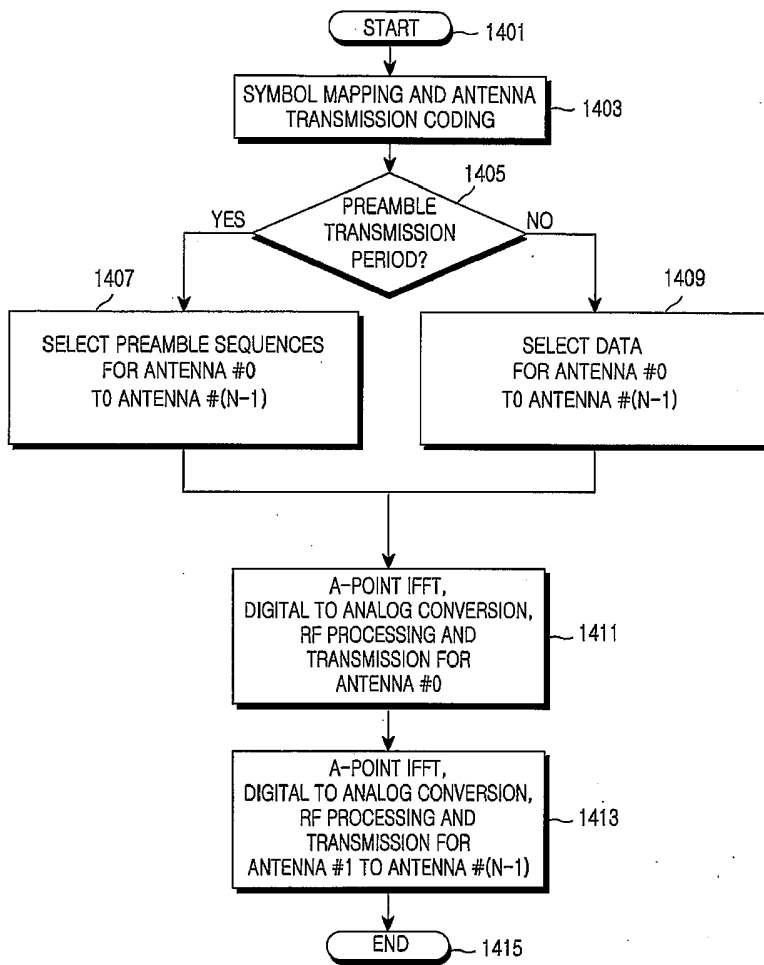 START
1401
SYMBOL MAPPING AND ANTENNA
TRANSMISSION CODING
1403
1405
PREAMBLE
TRANSMISSION
PERIOD?
YES
NO
1407
SELECT PREAMBLE SEQUENCES
FOR ANTENNA #0
TO ANTENNA #(N-1)
1409
SELECT DATA
FOR ANTENNA #0
TO ANTENNA #(N-1)
A-POINT IFFT,
DIGITAL TO ANALOG CONVERSION,
RF PROCESSING AND
TRANSMISSION FOR
ANTENNA #0
1411
A-POINT IFFT,
DIGITAL TO ANALOG CONVERSION,
RF PROCESSING AND
TRANSMISSION FOR
ANTENNA #1 TO ANTENNA #(N-1)
1413
END
1415